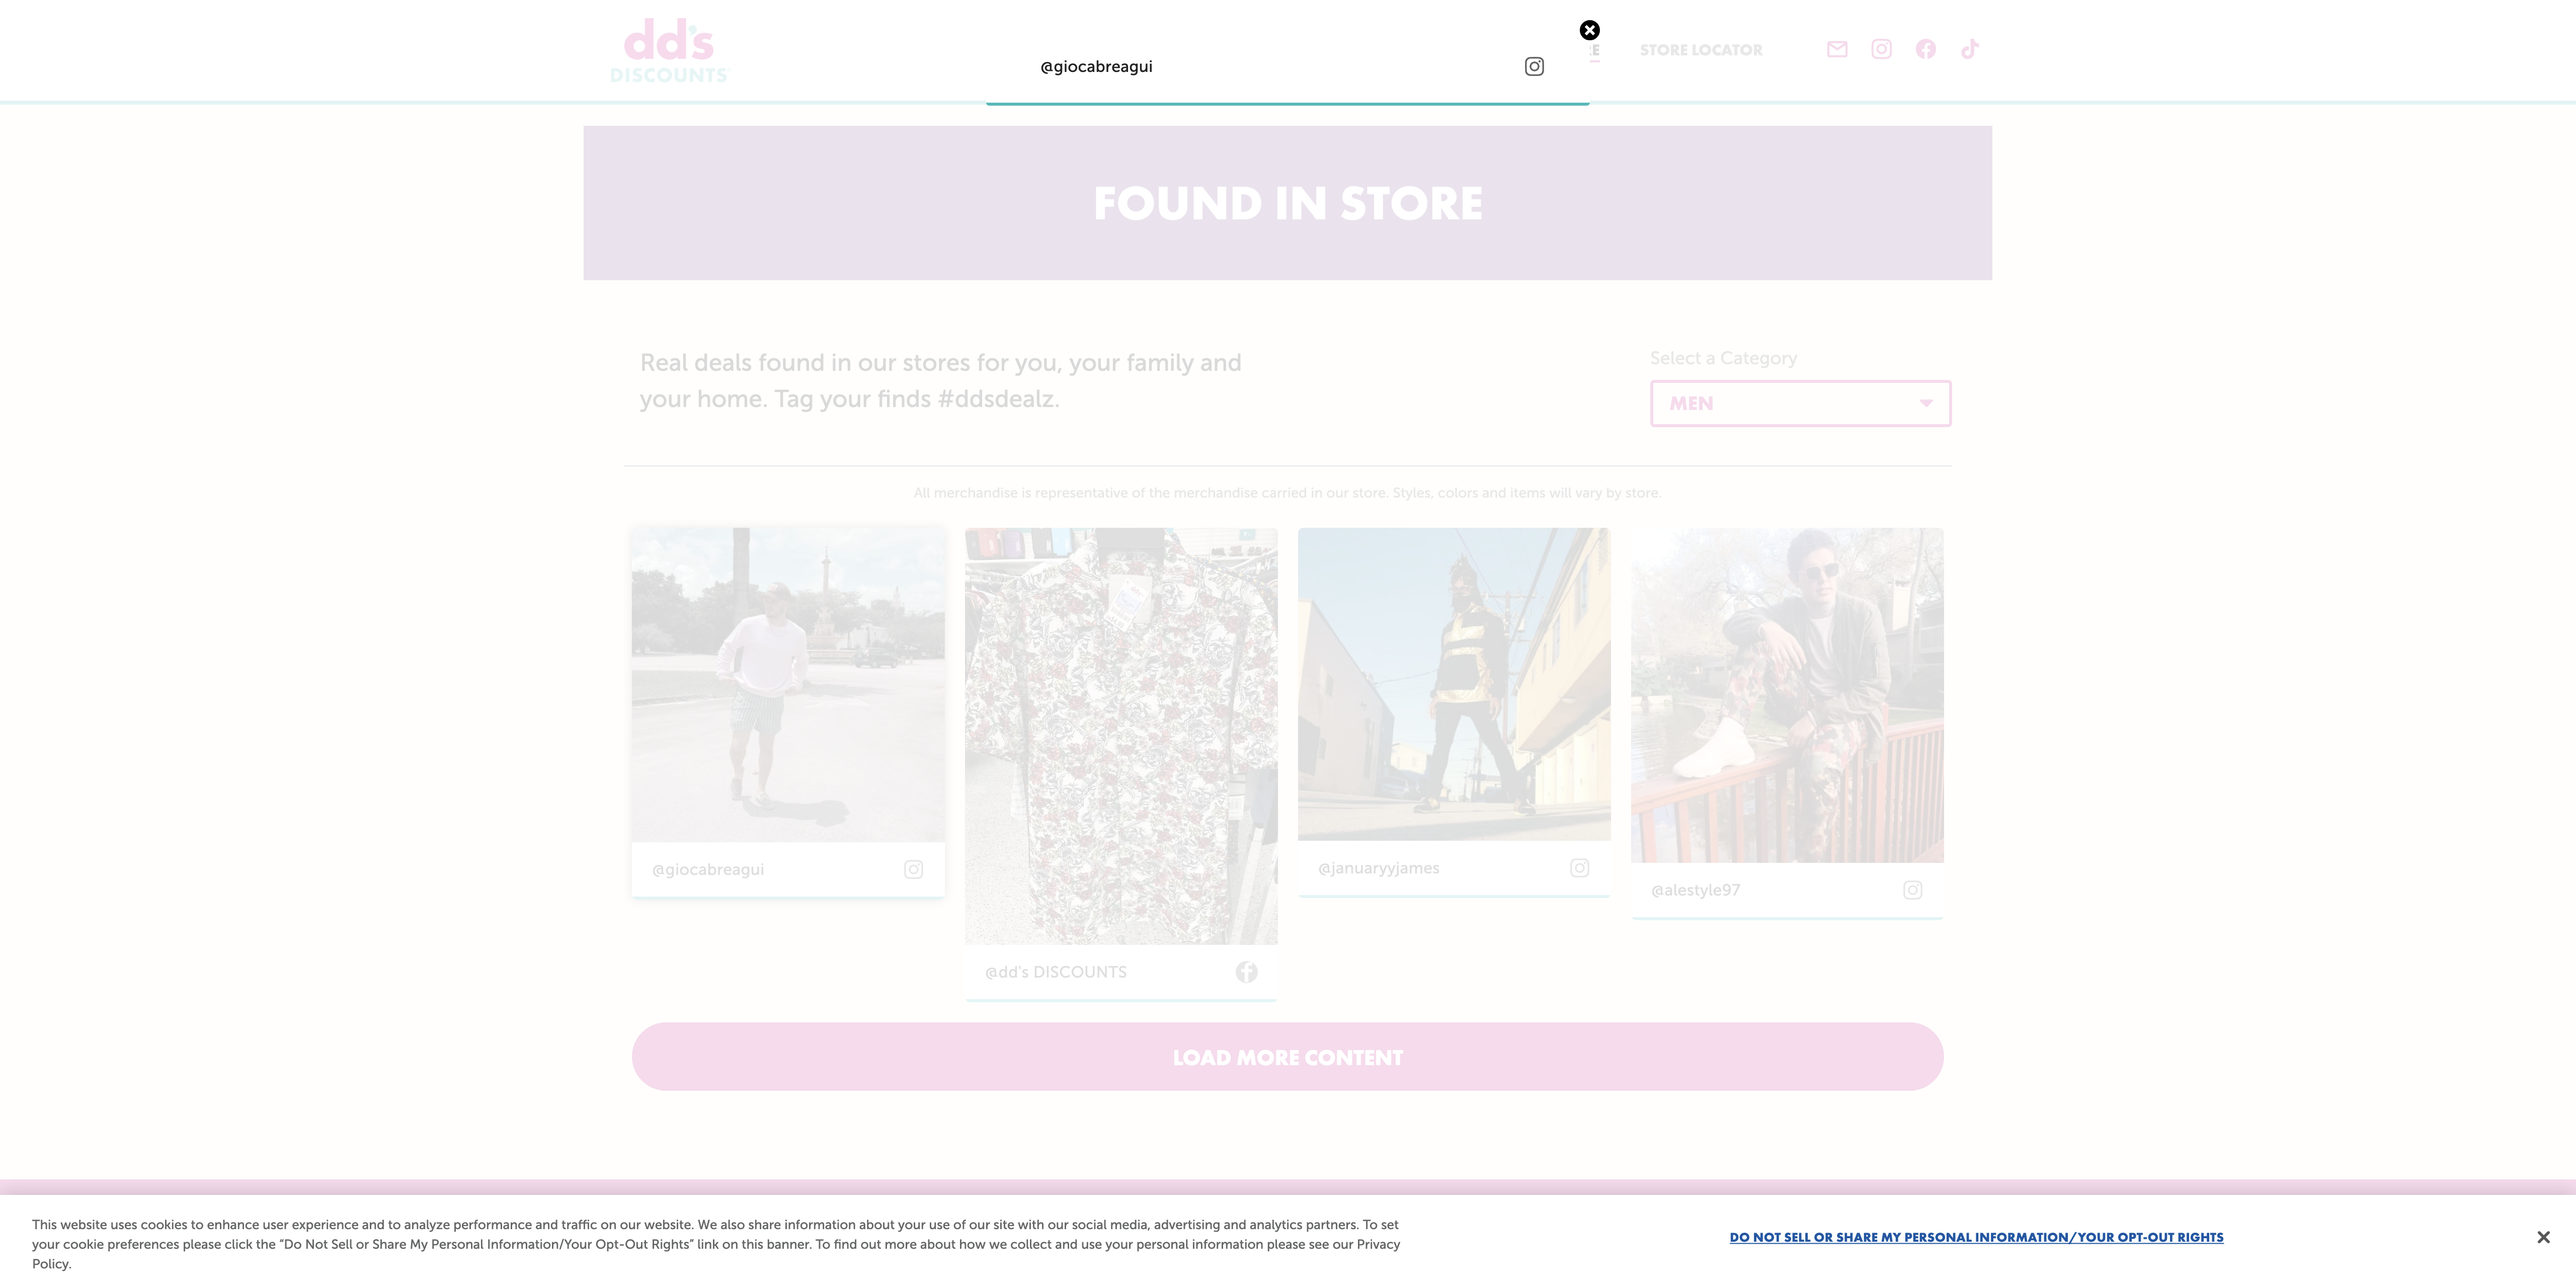 dd's
DISCOUNTS
@giocabreagui
STORE LOCATOR
FOUND IN STORE
Real deals found in our stores for you, your family and
your home. Tag your finds #ddsdealz.
Select a Category
MEN
All merchandise is representative of the merchandise carried in our store. Styles, colors and items will vary by store.
@giocabreagui
@dd's DISCOUNTS
@januaryyjames
@alestyle97
LOAD MORE CONTENT
This website uses cookies to enhance user experience and to analyze performance and traffic on our website. We also share information about your use of our site with our social media, advertising and analytics partners. To set
your cookie preferences please click the "Do Not Sell or Share My Personal Information/Your Opt-Out Rights" link on this banner. To find out more about how we collect and use your personal information please see our Privacy
Policy.
DO NOT SELL OR SHARE MY PERSONAL INFORMATION/YOUR OPT-OUT RIGHTS